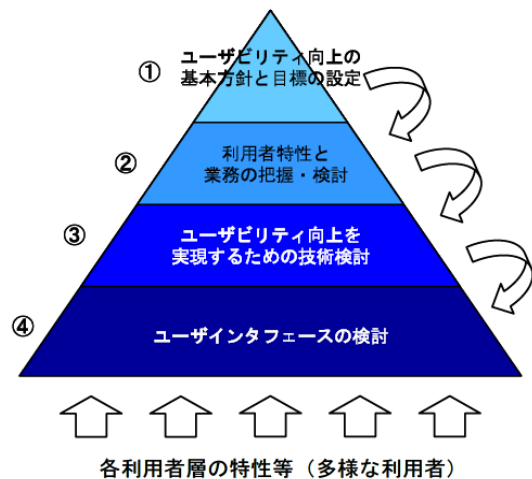 ①
ユーザビリティ向上の
基本方針と目標の設定
②
利用者特性と
業務の把握・検討
③
ユーザビリティ向上を
実現するための技術検討
④
ユーザインタフェースの検討
各利用者層の特性等（多様な利用者）